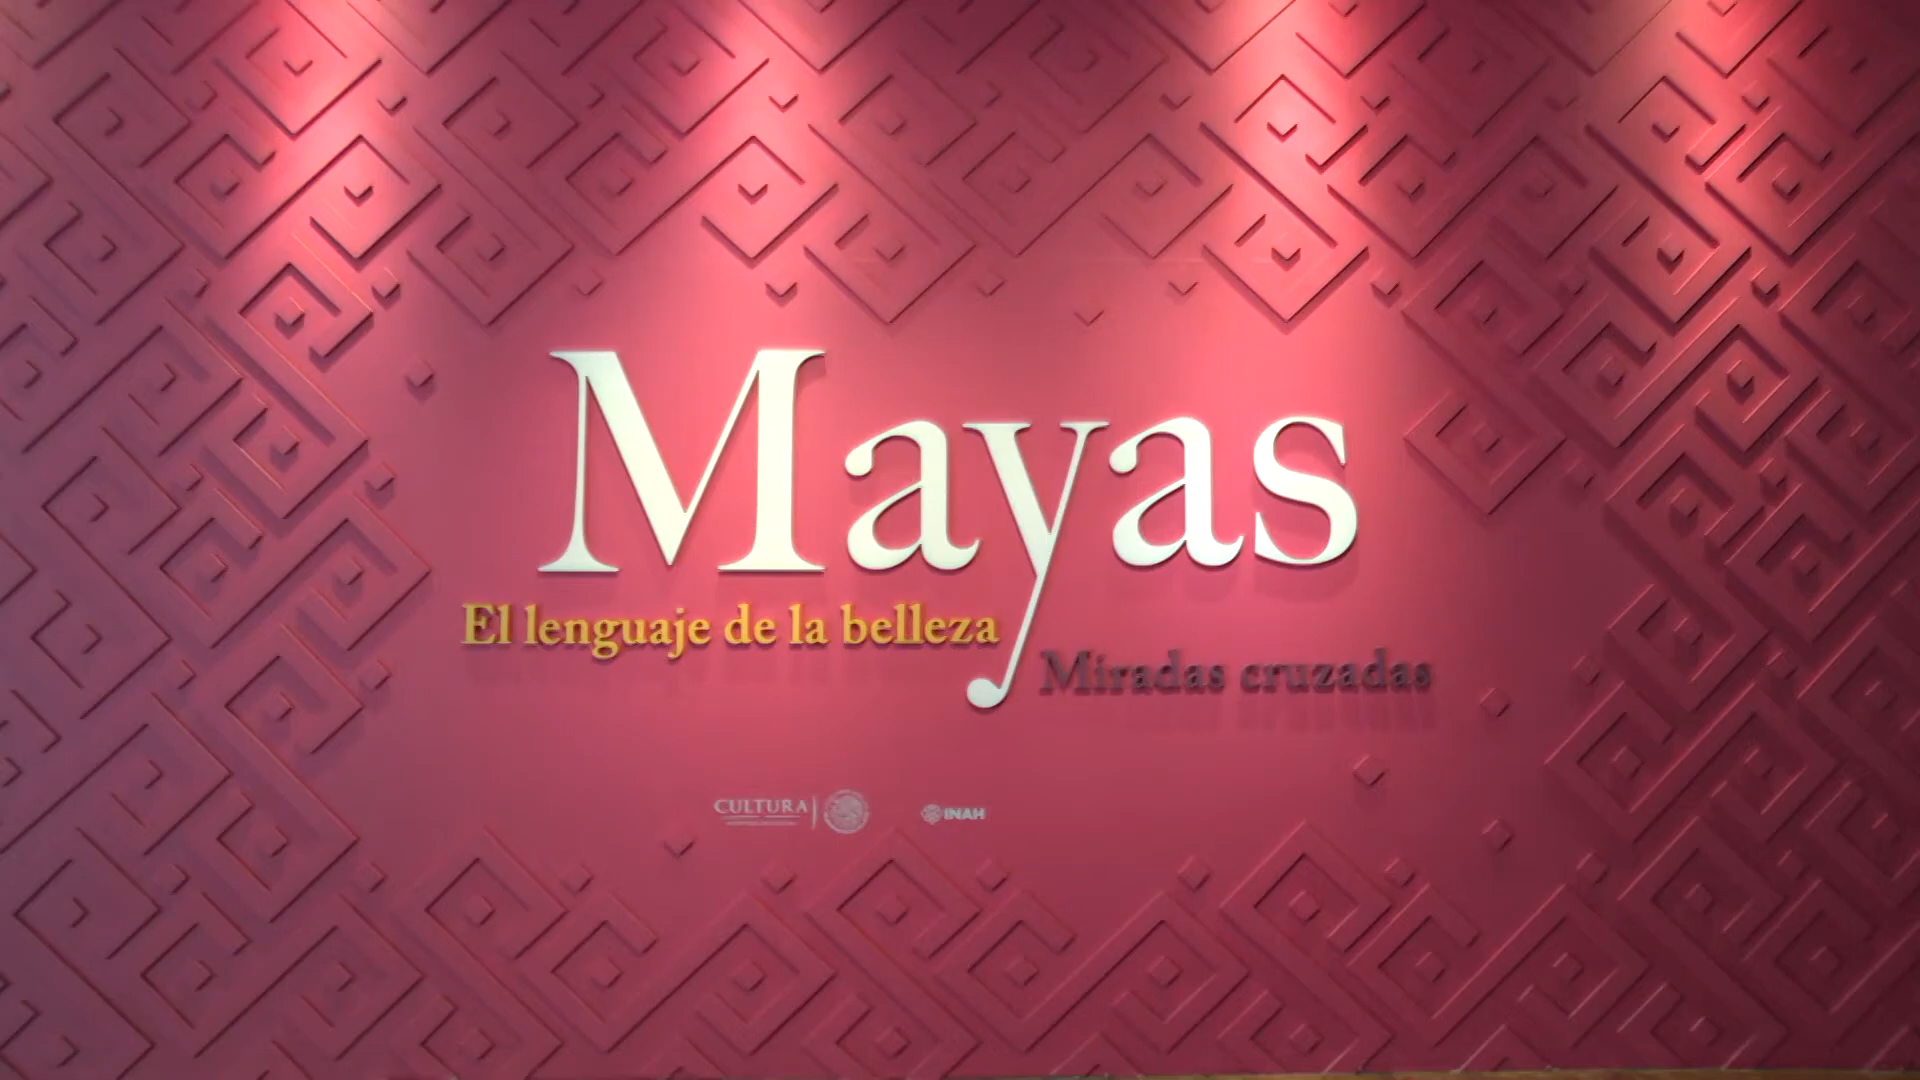 Mayas
El lenguaje de la belleza
Miradas cruzadas
CULTURA
INAH